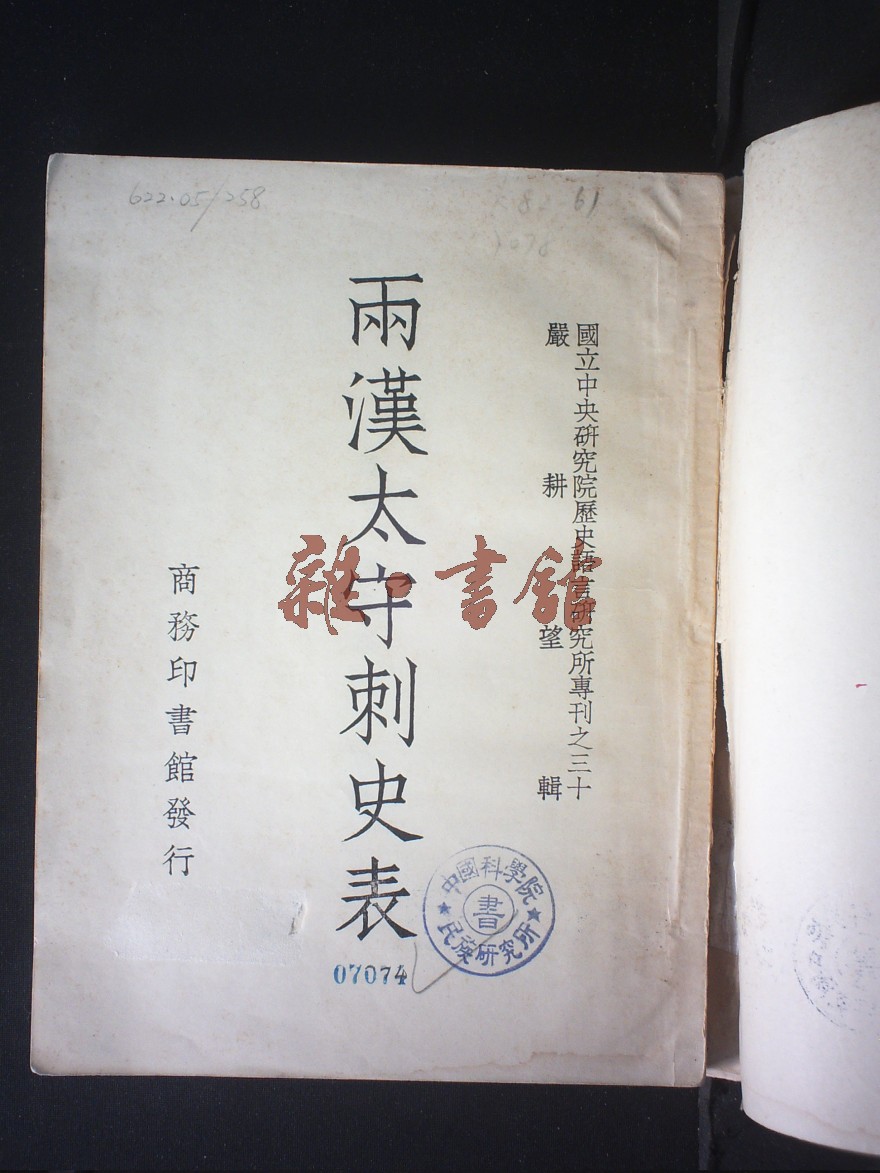 國立中央研究院歷史語言研究所專刊之三十
嚴耕望輯
兩漢太守刺史表
商務印書館發行
622.05/258
61
中國科學院
書
民族研究所
07074
雜書館